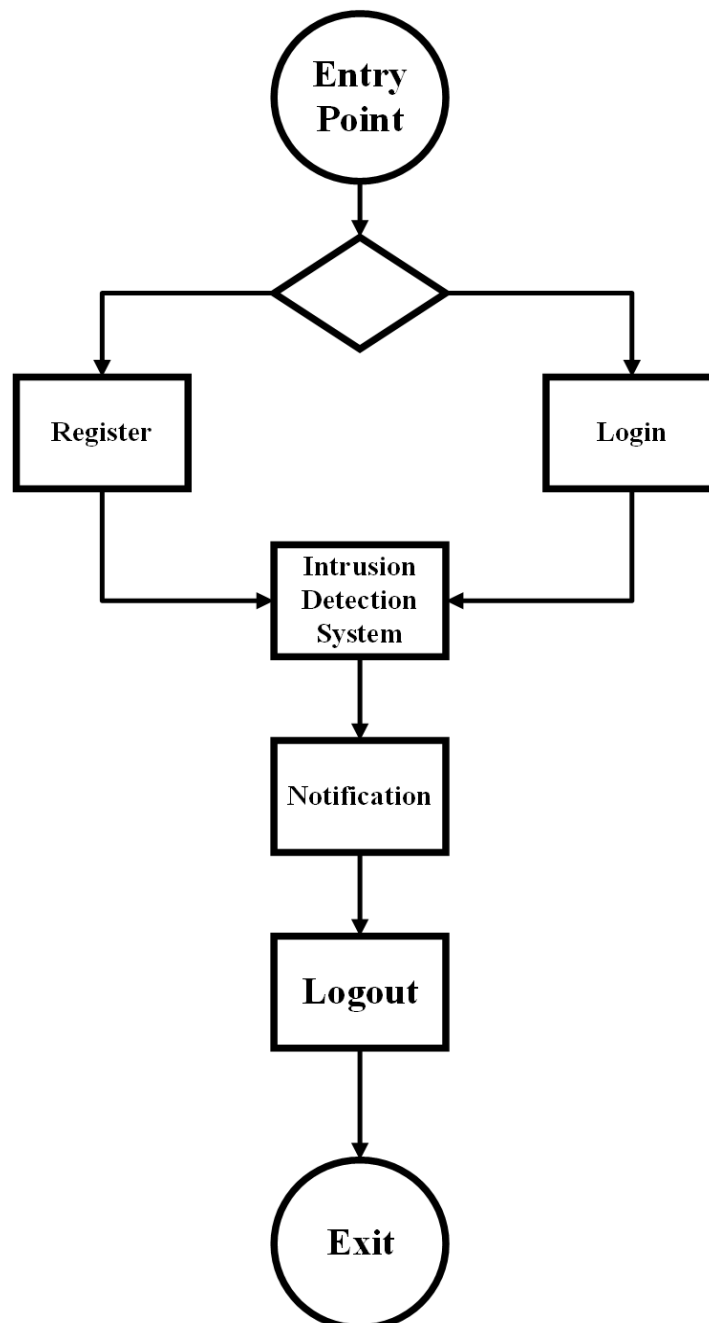 Entry
Point
Register
Login
Intrusion
Detection
System
Notification
Logout
Exit